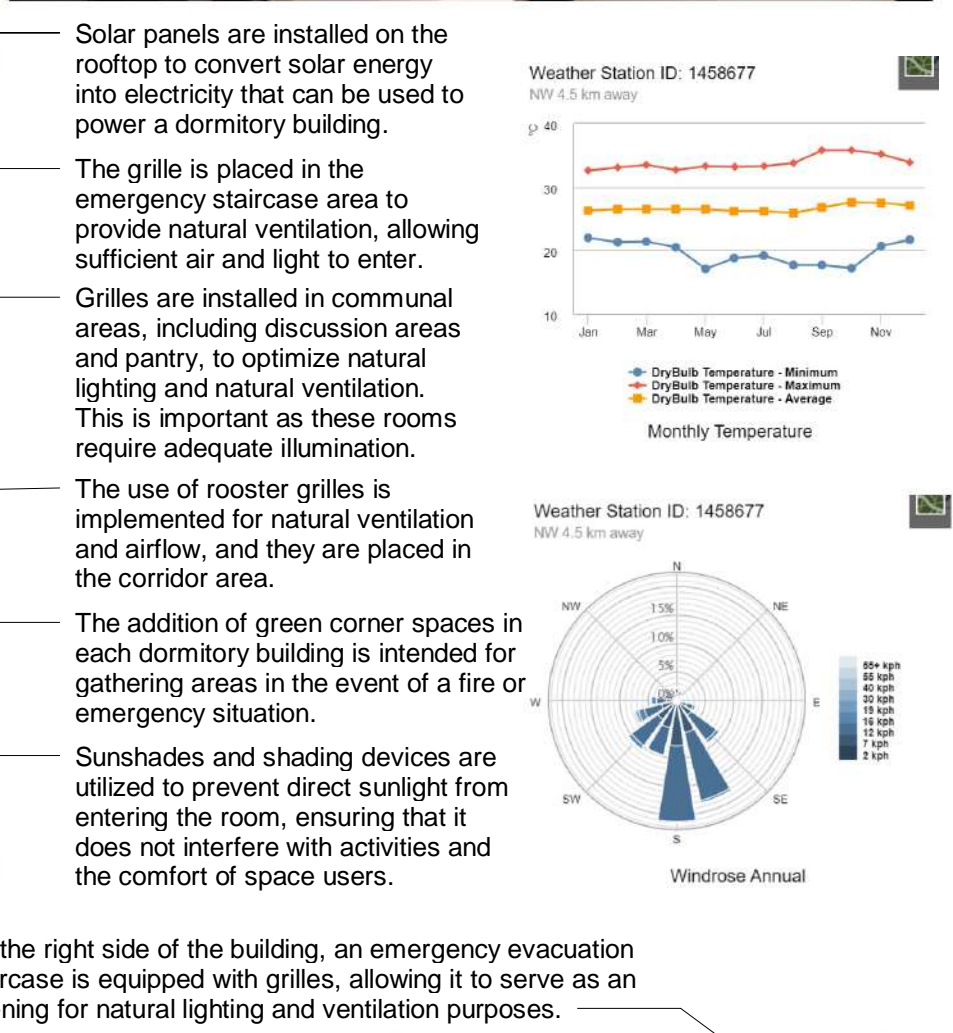 Solar panels are installed on the
rooftop to convert solar energy
into electricity that can be used to
power a dormitory building.
The grille is placed in the
emergency staircase area to
provide natural ventilation, allowing
sufficient air and light to enter.
Grilles are installed in communal
areas, including discussion areas
and pantry, to optimize natural
lighting and natural ventilation.
This is important as these rooms
require adequate illumination.
The use of rooster grilles is
implemented for natural ventilation
and airflow, and they are placed in
the corridor area.
The addition of green corner spaces in
each dormitory building is intended for
gathering areas in the event of a fire or
emergency situation.
Sunshades and shading devices are
utilized to prevent direct sunlight from
entering the room, ensuring that it
does not interfere with activities and
the comfort of space users.
Weather Station ID: 1458677
NW 4.5 km away
°C
40
30
20
10
Jan Mar May Jul Sep Nov
DryBulb Temperature - Minimum
DryBulb Temperature - Maximum
DryBulb Temperature - Average
Monthly Temperature
Weather Station ID: 1458677
NW 4.5 km away
N
NW NE
15%
10%
5%
0%
W E
SW SE
S
55+ kph
55 kph
40 kph
30 kph
19 kph
16 kph
12 kph
7 kph
2 kph
Windrose Annual
the right side of the building, an emergency evacuation
rcase is equipped with grilles, allowing it to serve as an
ning for natural lighting and ventilation purposes.